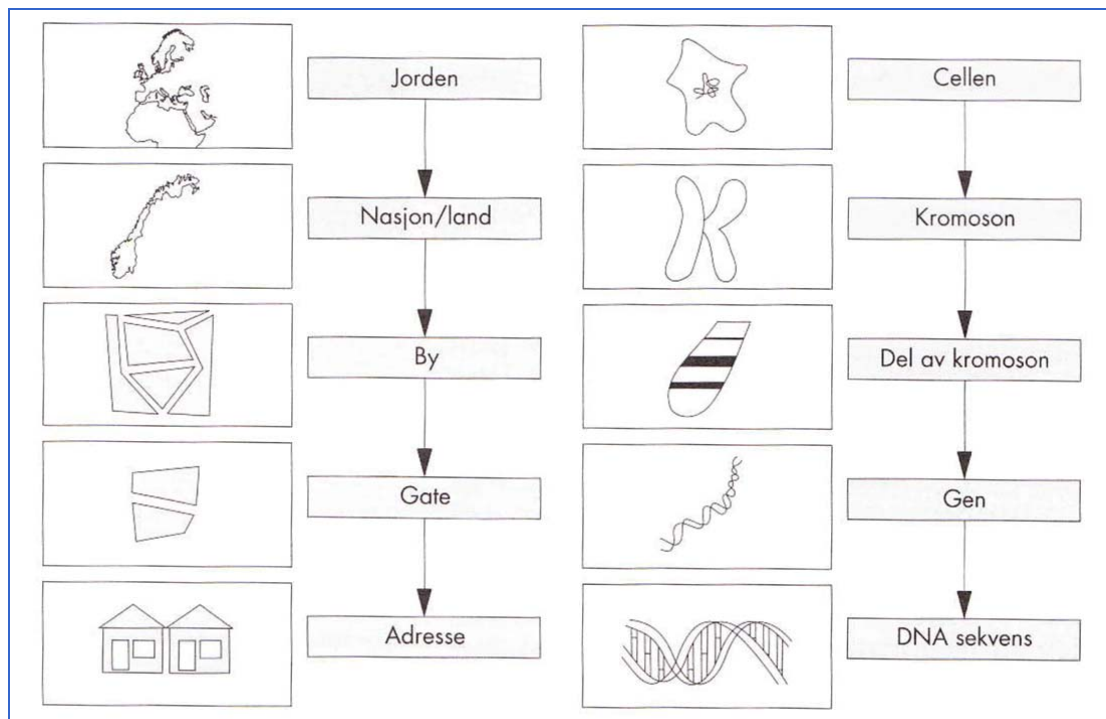 Jorden
Nasjon/land
By
Gate
Adresse
Cellen
Kromoson
Del av kromoson
Gen
DNA sekvens